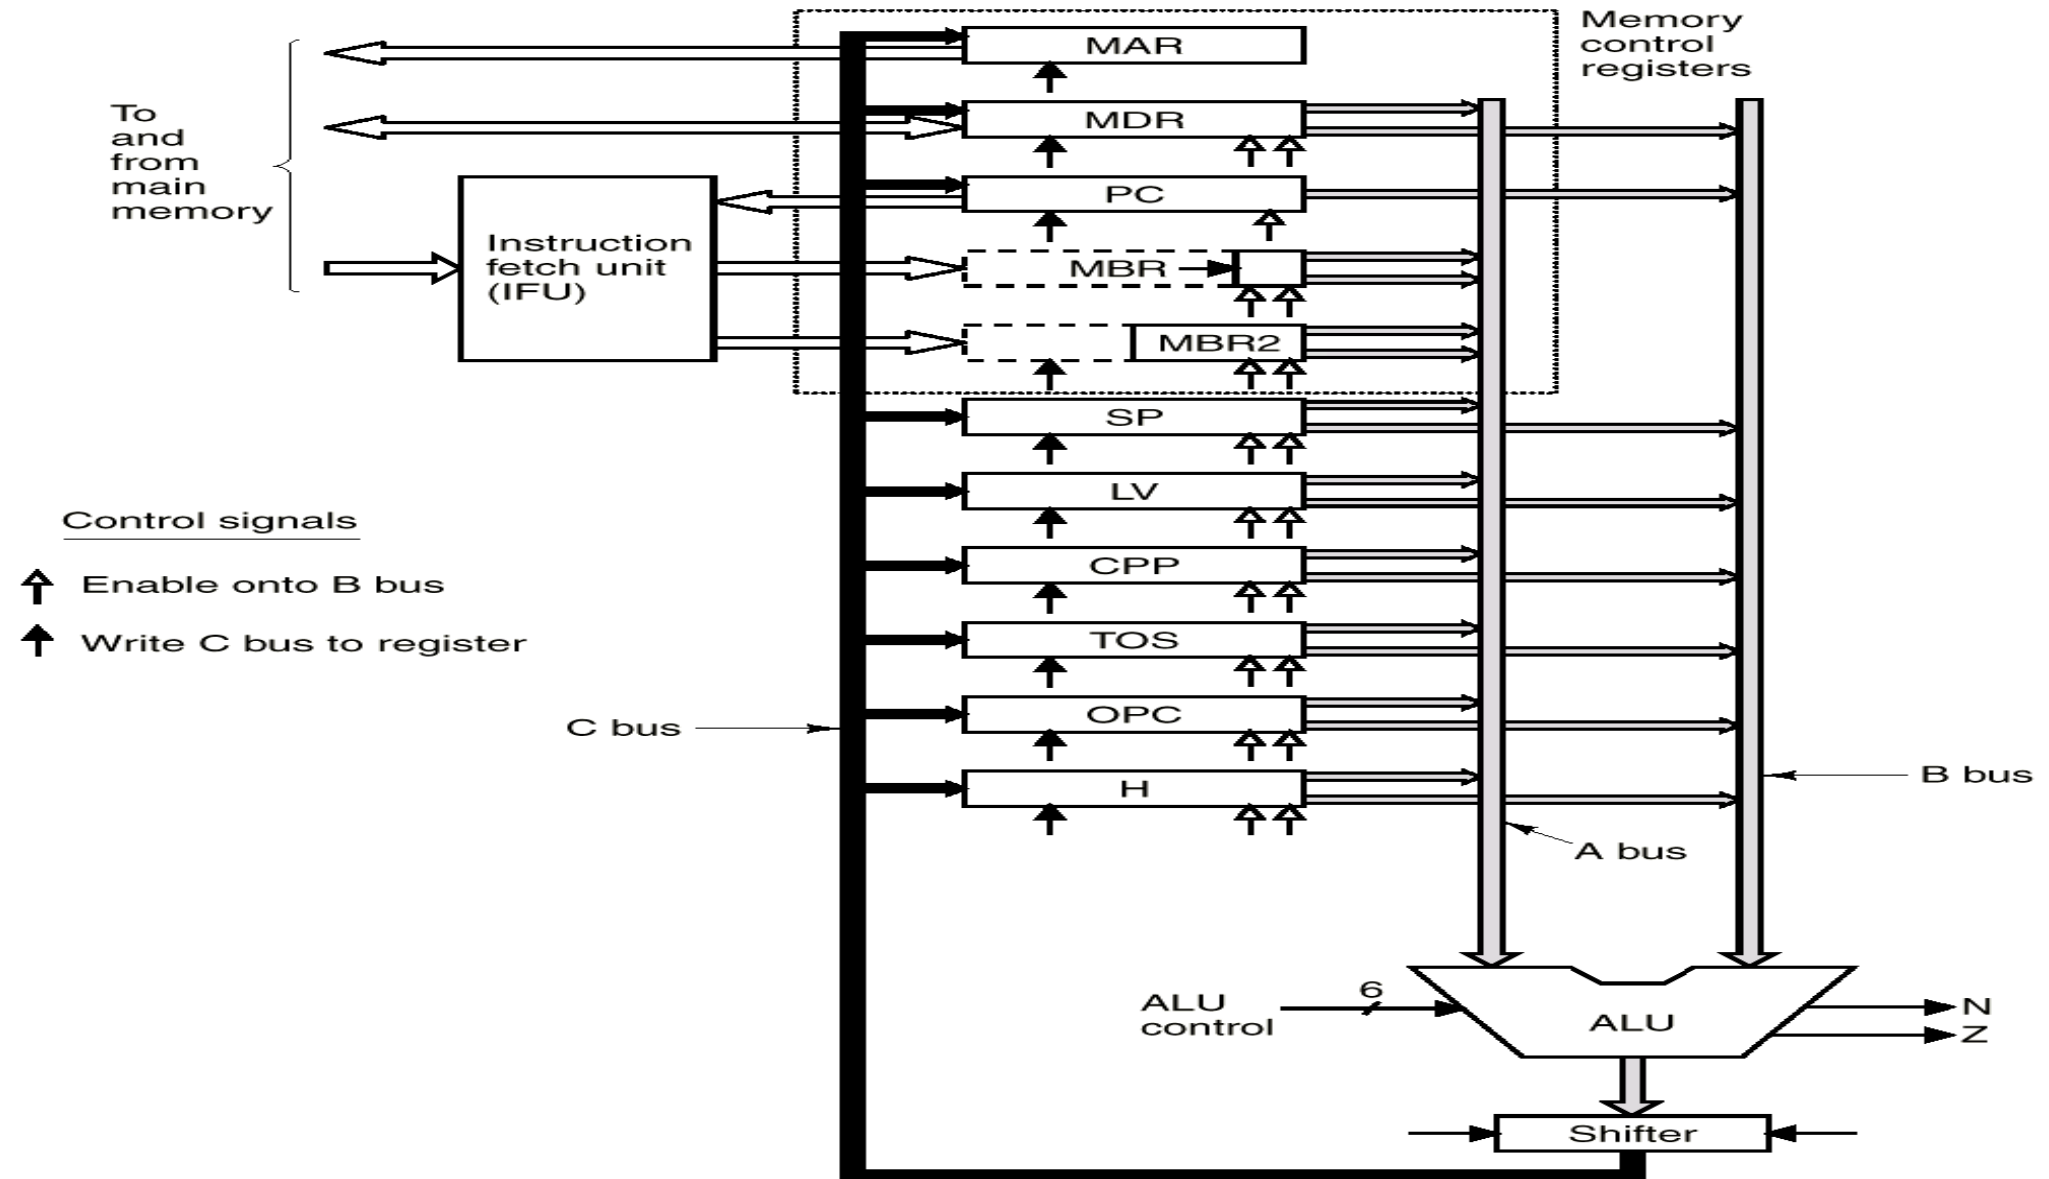 Memory
control
registers
MAR
To
and
from
main
memory
MDR
PC
Instruction
fetch unit
(IFU)
MBR
MBR2
SP
LV
Control signals
CPP
Enable onto B bus
TOS
Write C bus to register
OPC
C bus
H
B bus
A bus
ALU
control
6
ALU
N
Z
Shifter